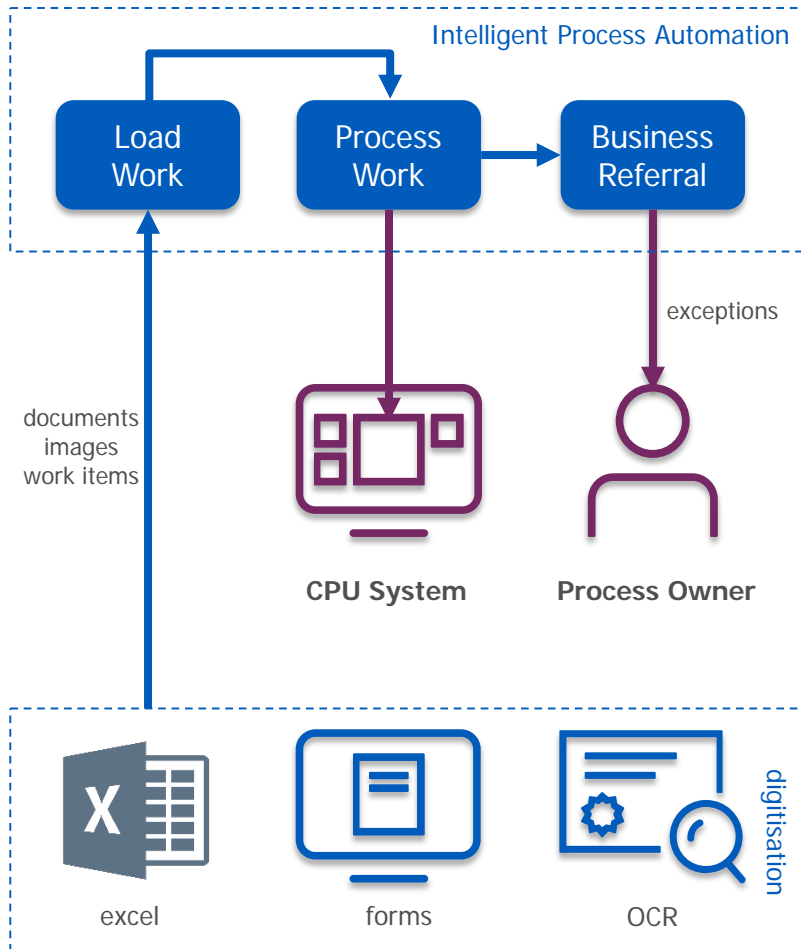 Intelligent Process Automation
Load
Work
Process
Work
Business
Referral
exceptions
documents
images
work items
CPU System
Process Owner
X
digitisation
excel
forms
OCR